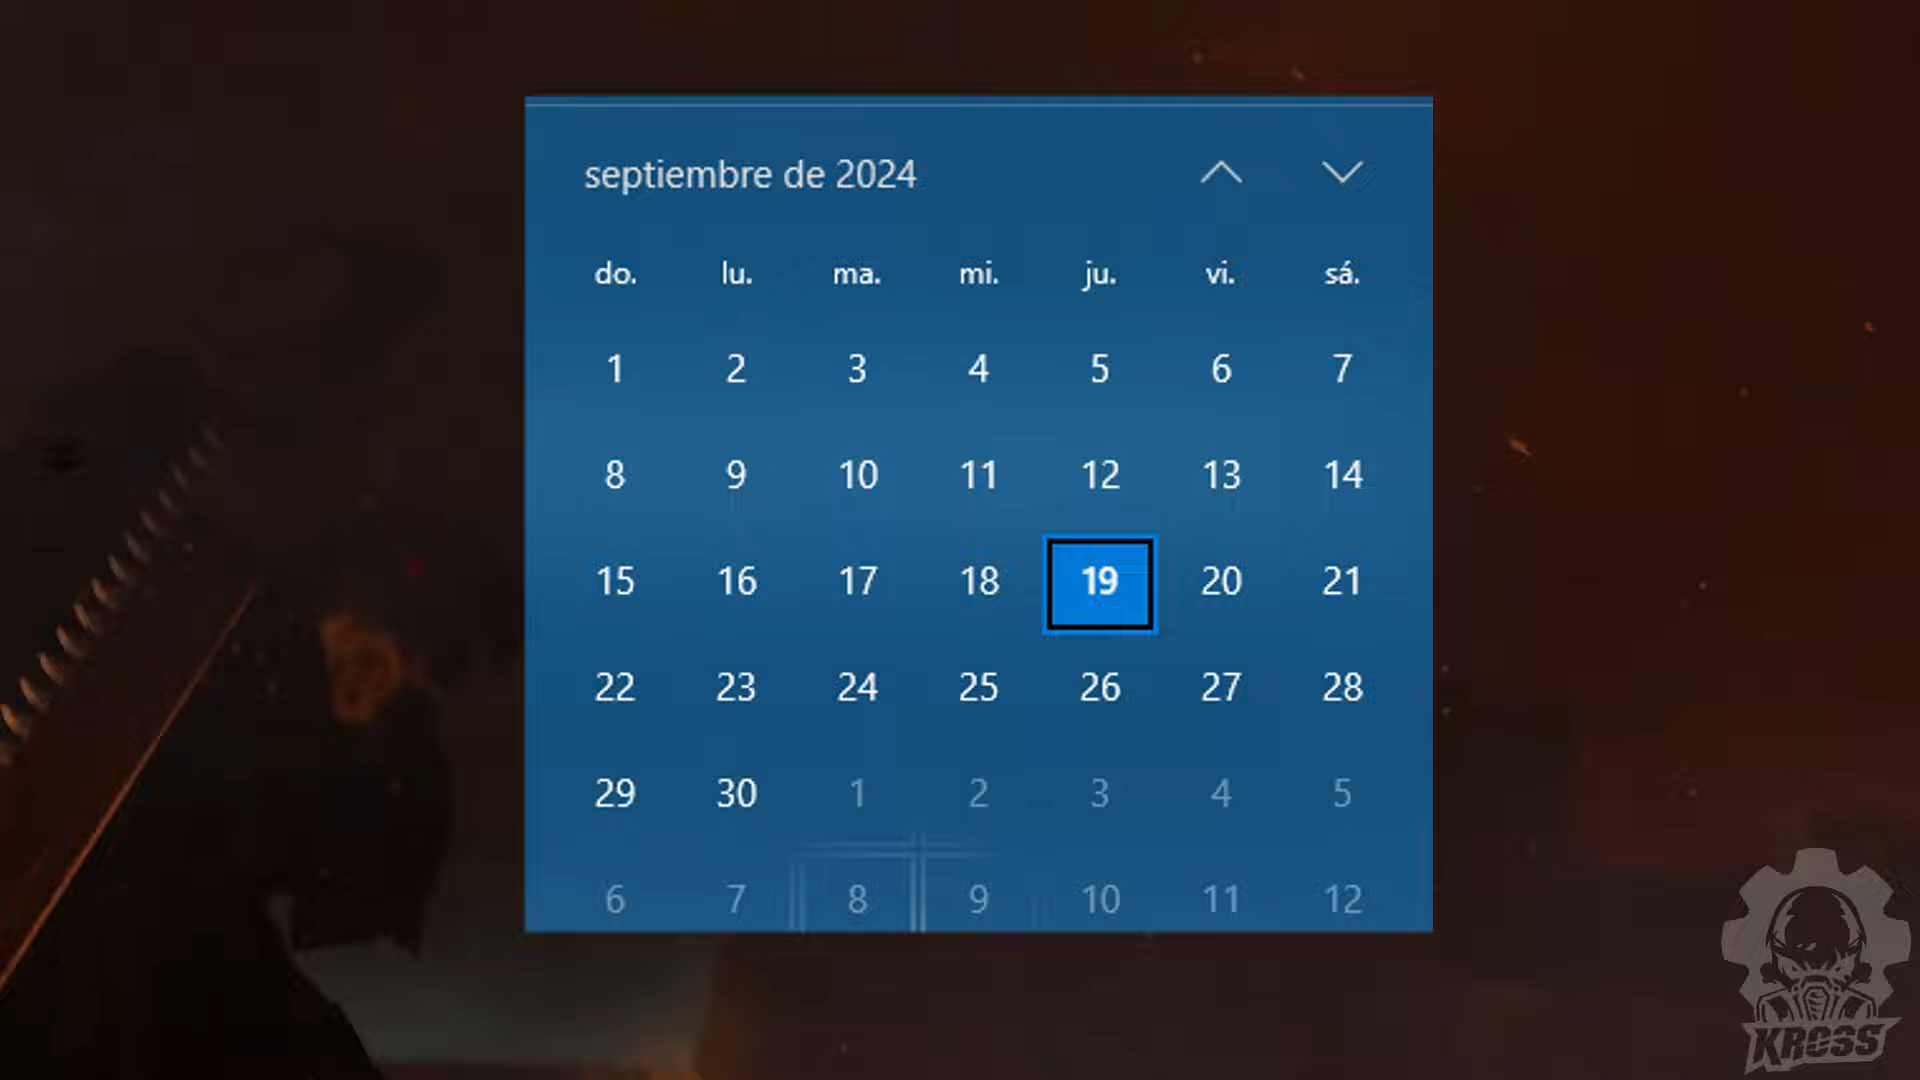 septiembre de 2024
do. lu. ma. mi. ju. vi. sá.
1 2 3 4 5 6 7
8 9 10 11 12 13 14
15 16 17 18 19 20 21
22 23 24 25 26 27 28
29 30 1 2 3 4 5
6 7 8 9 10 11 12
KROSS